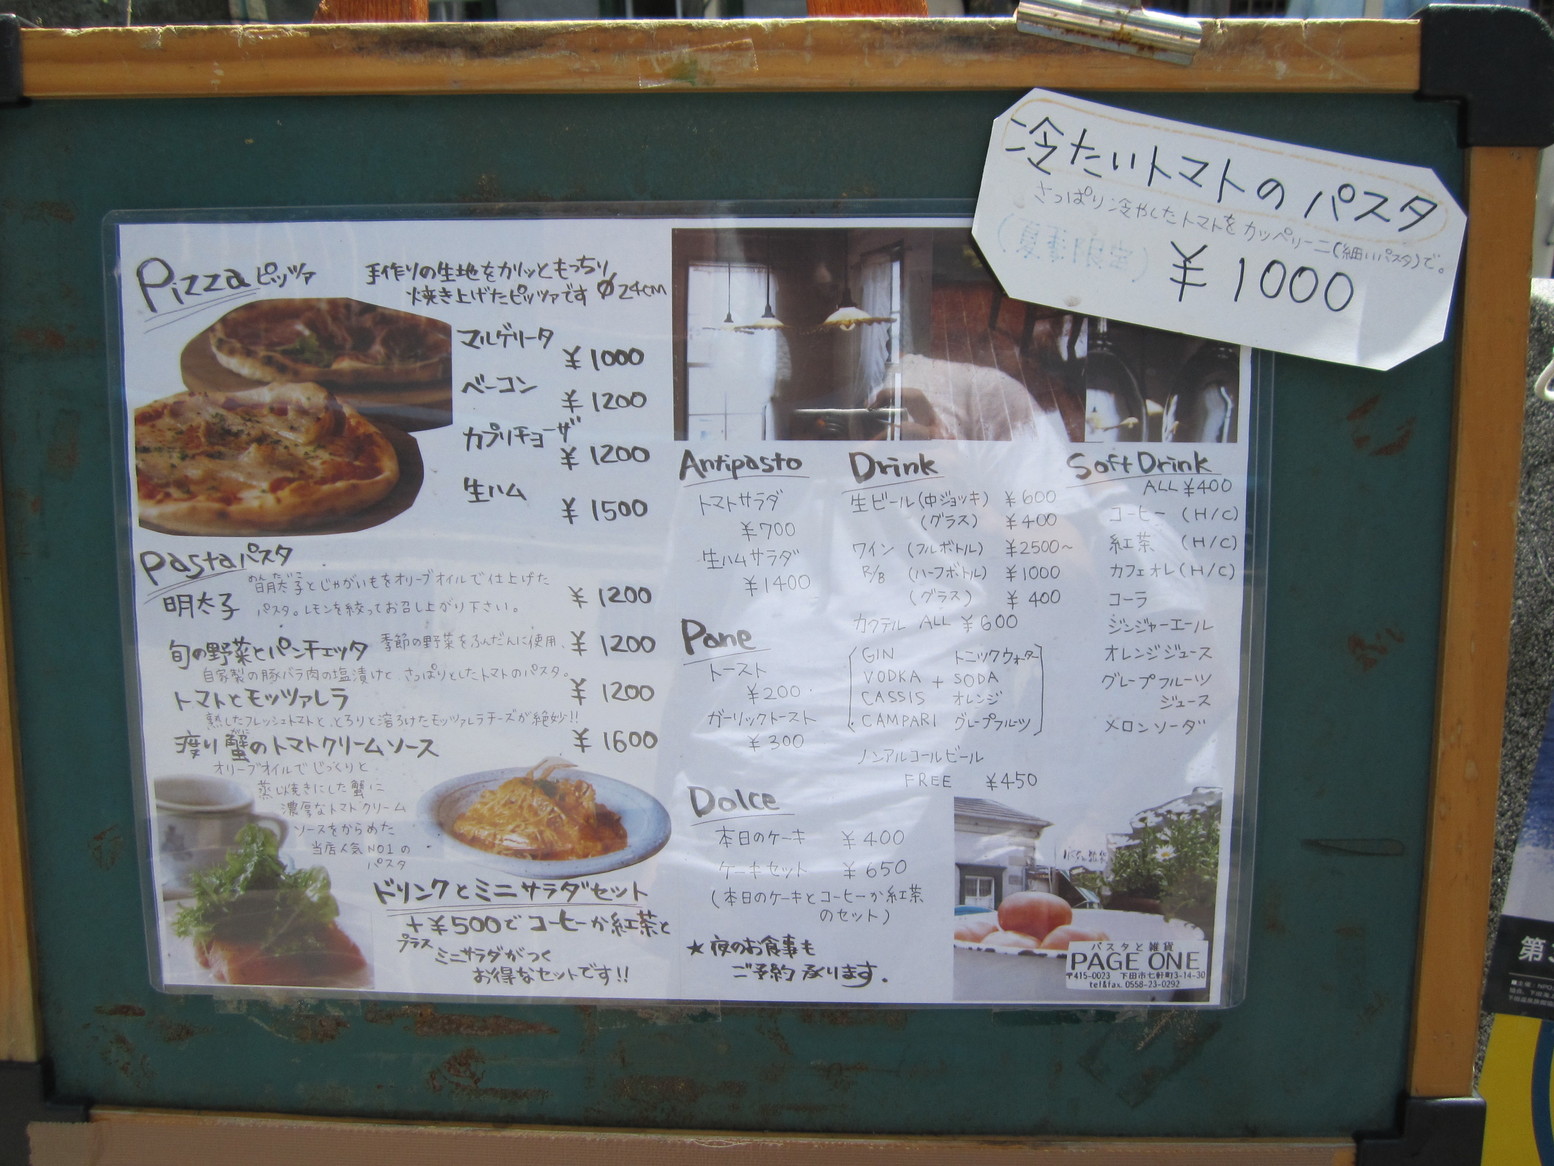 冷たいトマトのパスタ
さっぱり冷やしたトマトをカッペリーニ(細いパスタ)で。
(夏季限定)
¥1000
Pizza ピッツァ
手作りの生地をカリッともっちり
焼き上げたピッツァです φ24cm
マルゲリータ
¥1000
ベーコン
¥1200
カプリチョーザ
¥1200
生ハム
¥1500
Pasta パスタ
明太子 ¥1200
明太子とじゃがいもをオリーブオイルで仕上げた
パスタ。レモンを絞ってお召し上がり下さい。
旬の野菜とパンチェッタ 季節の野菜をふんだんに使用。 ¥1200
自家製の豚バラ肉の塩漬けと、さっぱりとしたトマトのパスタ。
トマトとモッツァレラ ¥1200
熟したフレッシュトマトと、とろりと溶ろけたモッツァレラチーズが絶妙!!
渡り蟹のトマトクリームソース ¥1600
オリーブオイルでじっくりと
蒸し焼きにした蟹に
濃厚なトマトクリーム
ソースをからめた
当店人気NO1の
パスタ
ドリンクとミニサラダセット
+¥500でコーヒーか紅茶と
プラス
ミニサラダがつく
お得なセットです!!
Antipasto
トマトサラダ
¥700
生ハムサラダ
¥1400
Pane
トースト
¥200
ガーリックトースト
¥300
Dolce
本日のケーキ ¥400
ケーキセット ¥650
(本日のケーキとコーヒーか紅茶
のセット)
★夜のお食事も
ご予約承ります。
Drink
生ビール(中ジョッキ) ¥600
(グラス) ¥400
ワイン (フルボトル) ¥2500~
R/B (ハーフボトル) ¥1000
(グラス) ¥400
カクテル ALL ¥600
GIN トニックウォーター
VODKA + SODA
CASSIS オレンジ
CAMPARI グレープフルーツ
ノンアルコールビール
FREE ¥450
Soft Drink
ALL ¥400
コーヒー (H/C)
紅茶 (H/C)
カフェオレ(H/C)
コーラ
ジンジャーエール
オレンジジュース
グレープフルーツ
ジュース
メロンソーダ
パスタと雑貨
PAGE ONE
〒415-0023 下田市七軒町3-14-30
tel&fax. 0558-23-0292
第